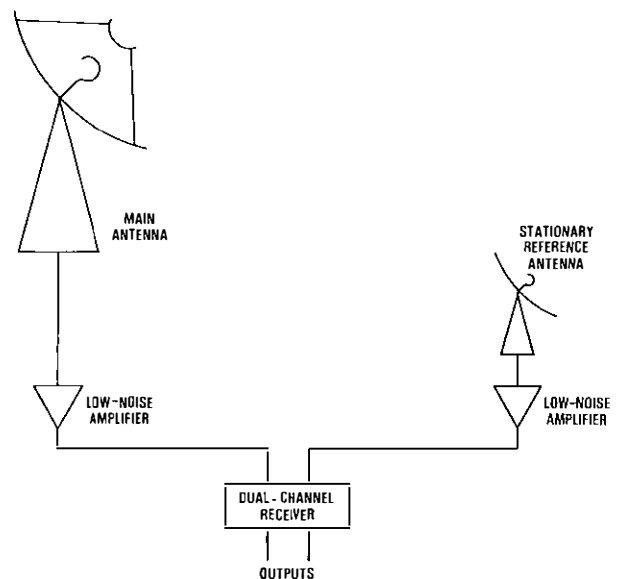 MAIN
ANTENNA
STATIONARY
REFERENCE
ANTENNA
LOW-NOISE
AMPLIFIER
LOW-NOISE
AMPLIFIER
DUAL-CHANNEL
RECEIVER
OUTPUTS